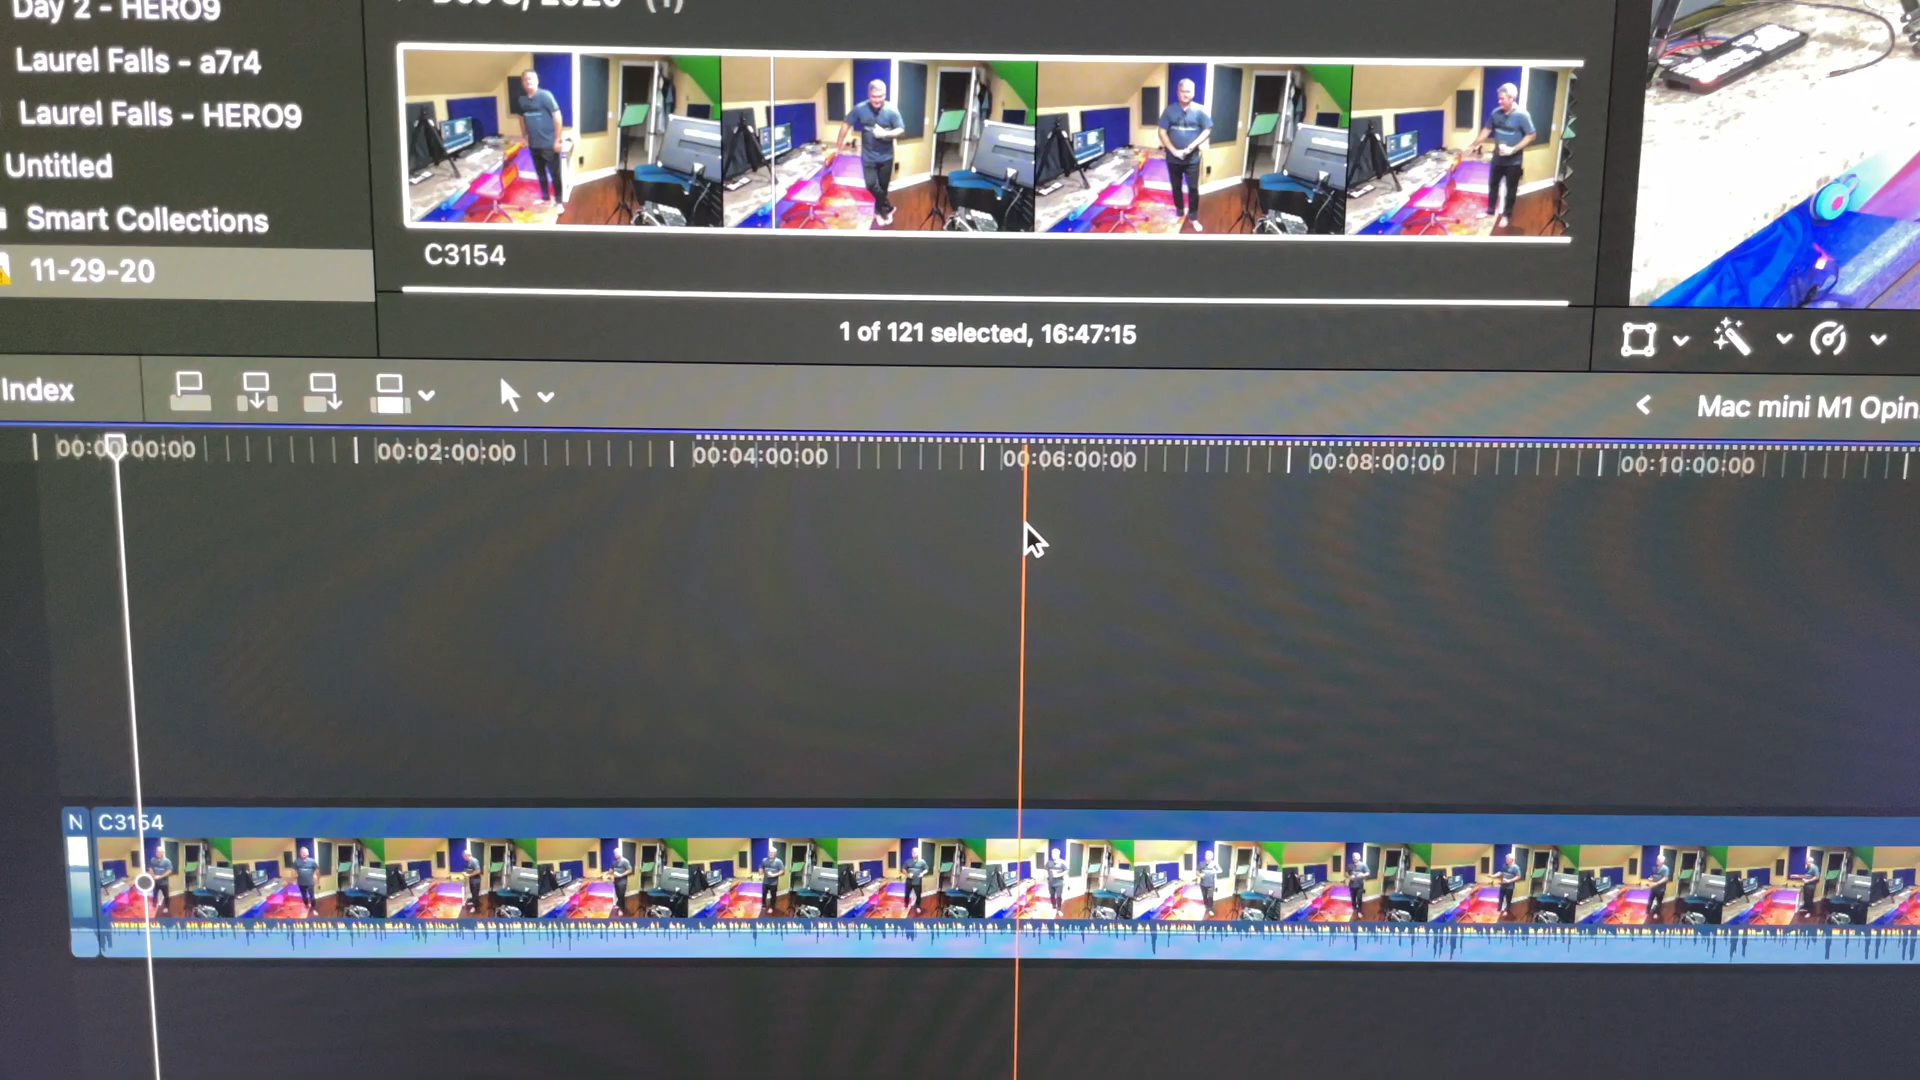 Day 2 - HERO9
Laurel Falls - a7r4
Laurel Falls - HERO9
Untitled
Smart Collections
11-29-20
C3154
1 of 121 selected, 16:47:15
Index
Mac mini M1 Opin
00:00:00:00
00:02:00:00
00:04:00:00
00:06:00:00
00:08:00:00
00:10:00:00
N
C3154